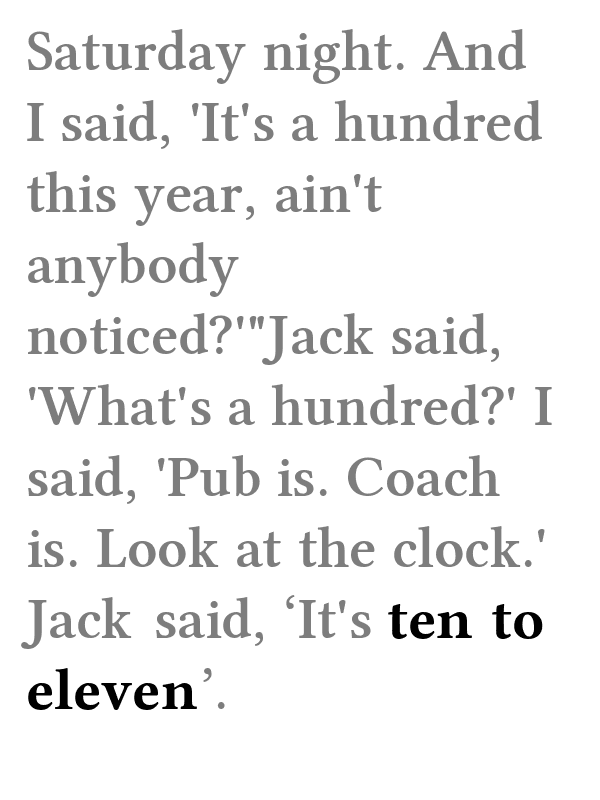 Saturday night. And
I said, 'It's a hundred
this year, ain't
anybody
noticed?'"Jack said,
'What's a hundred?' I
said, 'Pub is. Coach
is. Look at the clock.'
Jack said, ‘It's ten to
eleven’.